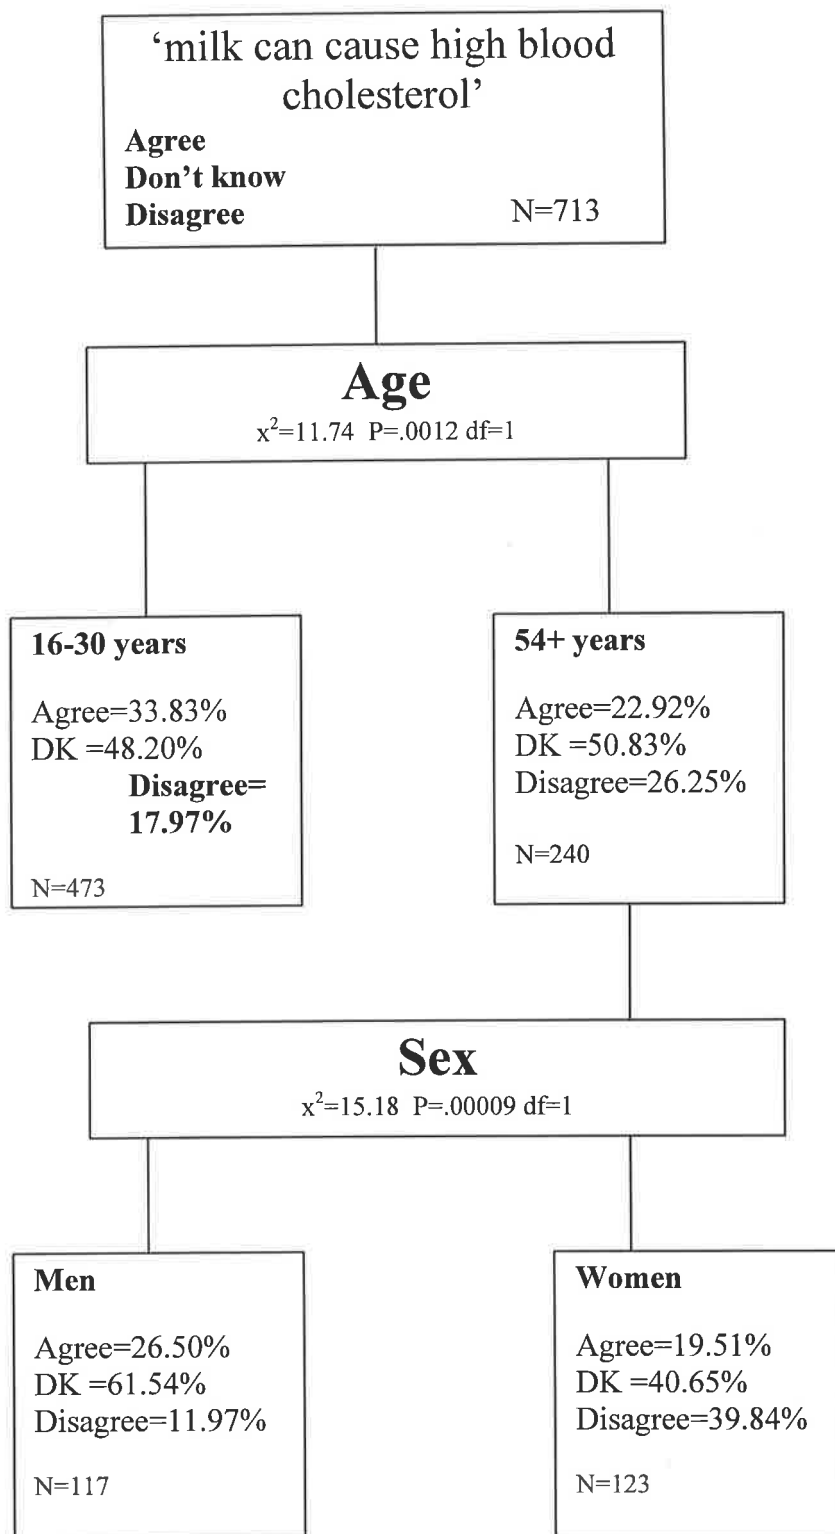 ‘milk can cause high blood
cholesterol’
Agree
Don’t know
Disagree N=713
Age
x²=11.74 P=.0012 df=1
16-30 years
Agree=33.83%
DK =48.20%
Disagree=
17.97%
N=473
54+ years
Agree=22.92%
DK =50.83%
Disagree=26.25%
N=240
Sex
x²=15.18 P=.00009 df=1
Men
Agree=26.50%
DK =61.54%
Disagree=11.97%
N=117
Women
Agree=19.51%
DK =40.65%
Disagree=39.84%
N=123